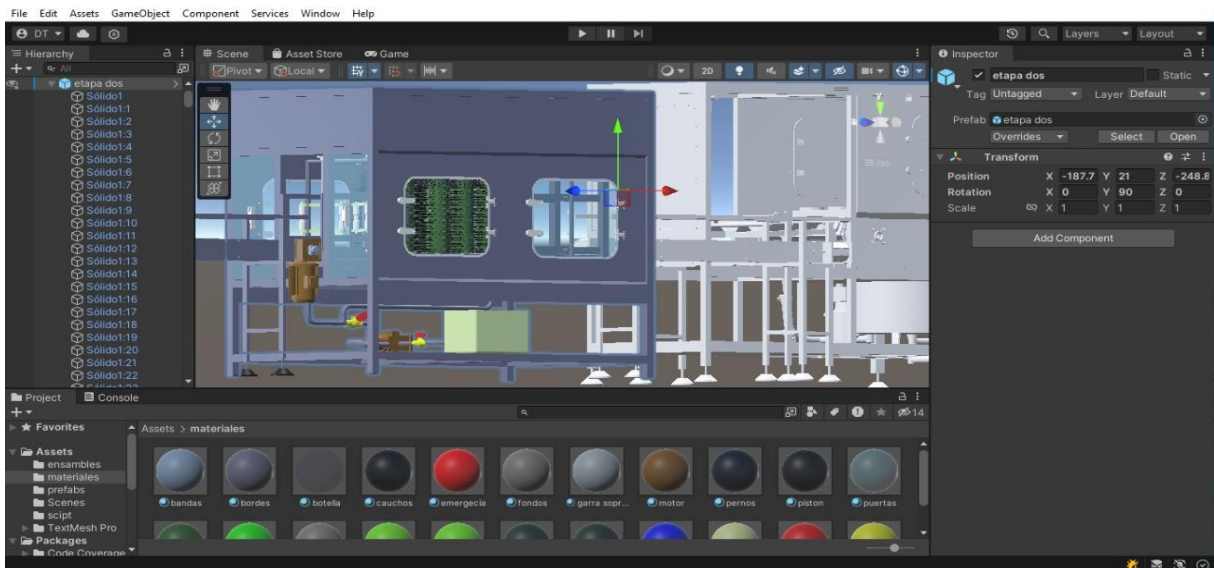 File Edit Assets GameObject Component Services Window Help
DT
Layers
Layout
Hierarchy
Scene
Asset Store
Game
Inspector
All
Pivot
Local
2D
etapa dos
Sólido1
Sólido1:1
Sólido1:2
Sólido1:3
Sólido1:4
Sólido1:5
Sólido1:6
Sólido1:7
Sólido1:8
Sólido1:9
Sólido1:10
Sólido1:11
Sólido1:12
Sólido1:13
Sólido1:14
Sólido1:15
Sólido1:16
Sólido1:17
Sólido1:18
Sólido1:19
Sólido1:20
Sólido1:21
Sólido1:22
y
Iso
etapa dos
Static
Tag Untagged
Layer Default
Prefab etapa dos
Overrides Select Open
Transform
Position X -187.7 Y 21 Z -248.8
Rotation X 0 Y 90 Z 0
Scale X 1 Y 1 Z 1
Add Component
Project
Console
14
Favorites
Assets
ensambles
materiales
prefabs
Scenes
scipt
TextMesh Pro
Packages
Code Coverage
Assets > materiales
bandas
bordes
botella
cauchos
emergecia
fondos
garra sopr...
motor
pernos
piston
puertas